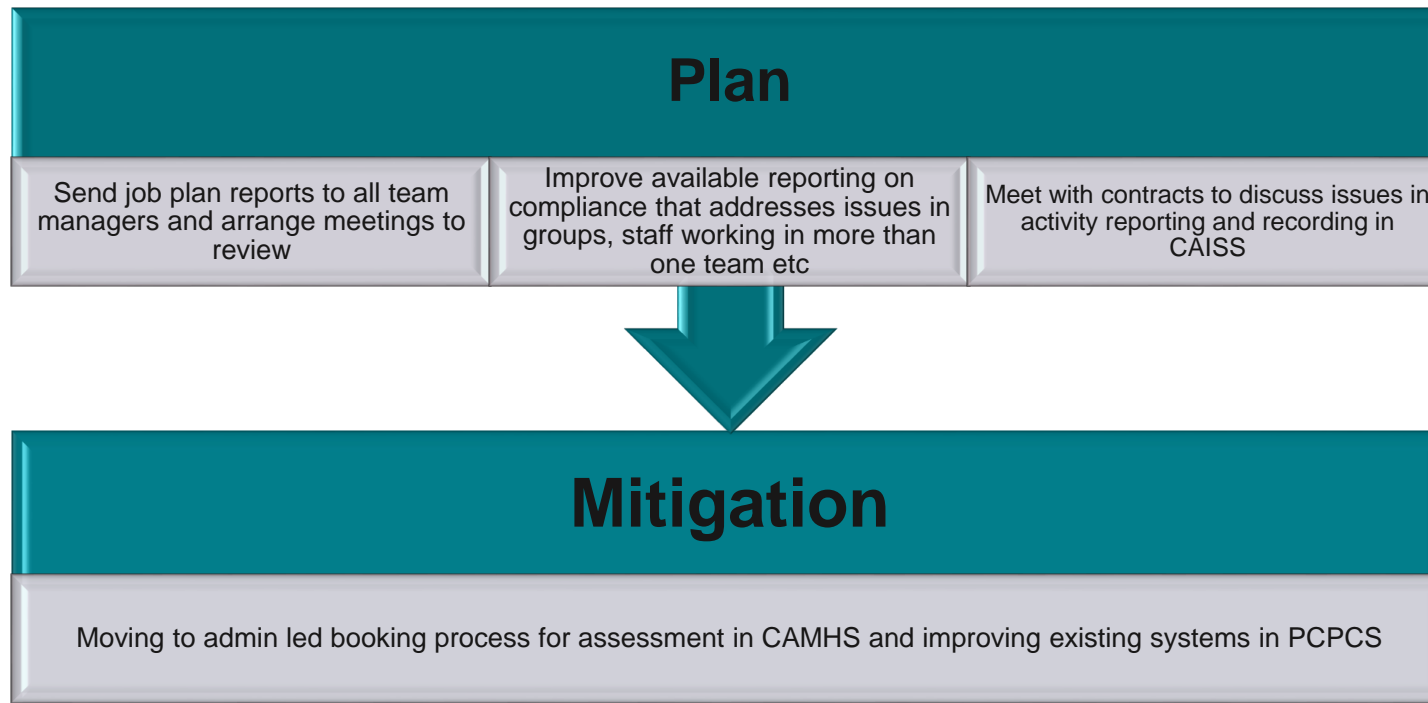 Plan
Send job plan reports to all team
managers and arrange meetings to
review
Improve available reporting on
compliance that addresses issues in
groups, staff working in more than
one team etc
Meet with contracts to discuss issues in
activity reporting and recording in
CAISS
Mitigation
Moving to admin led booking process for assessment in CAMHS and improving existing systems in PCPCS